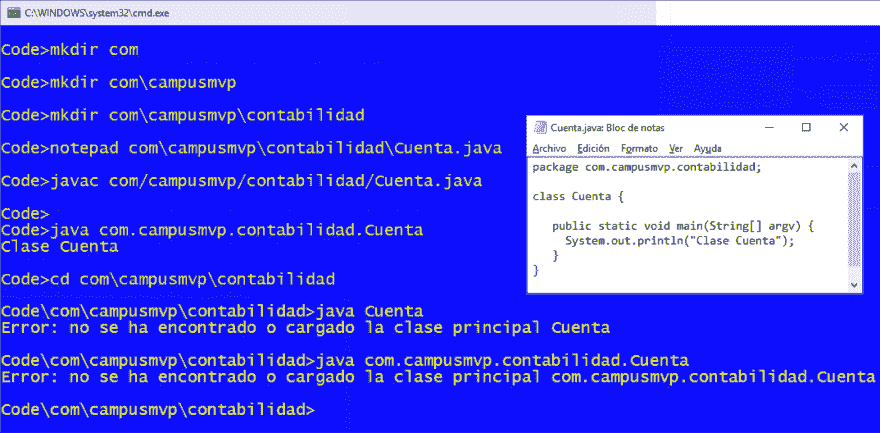 C:\WINDOWS\system32\cmd.exe
Code>mkdir com
Code>mkdir com\campusmvp
Code>mkdir com\campusmvp\contabilidad
Code>notepad com\campusmvp\contabilidad\Cuenta.java
Code>javac com/campusmvp/contabilidad/Cuenta.java
Code>
Code>java com.campusmvp.contabilidad.Cuenta
Clase Cuenta
Code>cd com\campusmvp\contabilidad
Code\com\campusmvp\contabilidad>java Cuenta
Error: no se ha encontrado o cargado la clase principal Cuenta
Code\com\campusmvp\contabilidad>java com.campusmvp.contabilidad.Cuenta
Error: no se ha encontrado o cargado la clase principal com.campusmvp.contabilidad.Cuenta
Code\com\campusmvp\contabilidad>
Cuenta.java: Bloc de notas
Archivo Edición Formato Ver Ayuda
package com.campusmvp.contabilidad;
class Cuenta {
public static void main(String[] argv) {
System.out.println("Clase Cuenta");
}
}